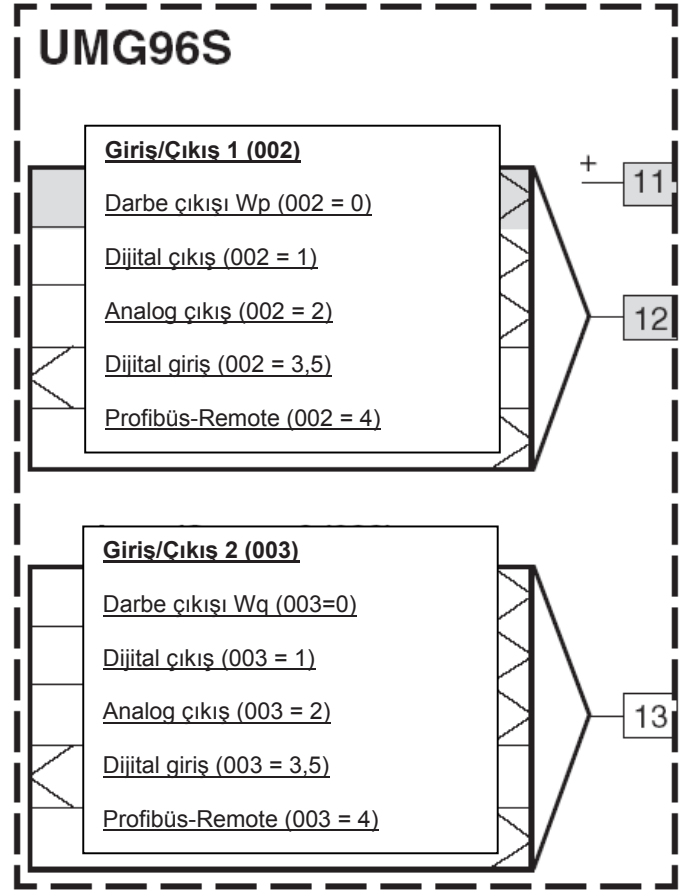 UMG96S
Giriş/Çıkış 1 (002)
Darbe çıkışı Wp (002 = 0)
Dijital çıkış (002 = 1)
Analog çıkış (002 = 2)
Dijital giriş (002 = 3,5)
Profibüs-Remote (002 = 4)
+
11
12
Giriş/Çıkış 2 (003)
Darbe çıkışı Wq (003=0)
Dijital çıkış (003 = 1)
Analog çıkış (003 = 2)
Dijital giriş (003 = 3,5)
Profibüs-Remote (003 = 4)
13